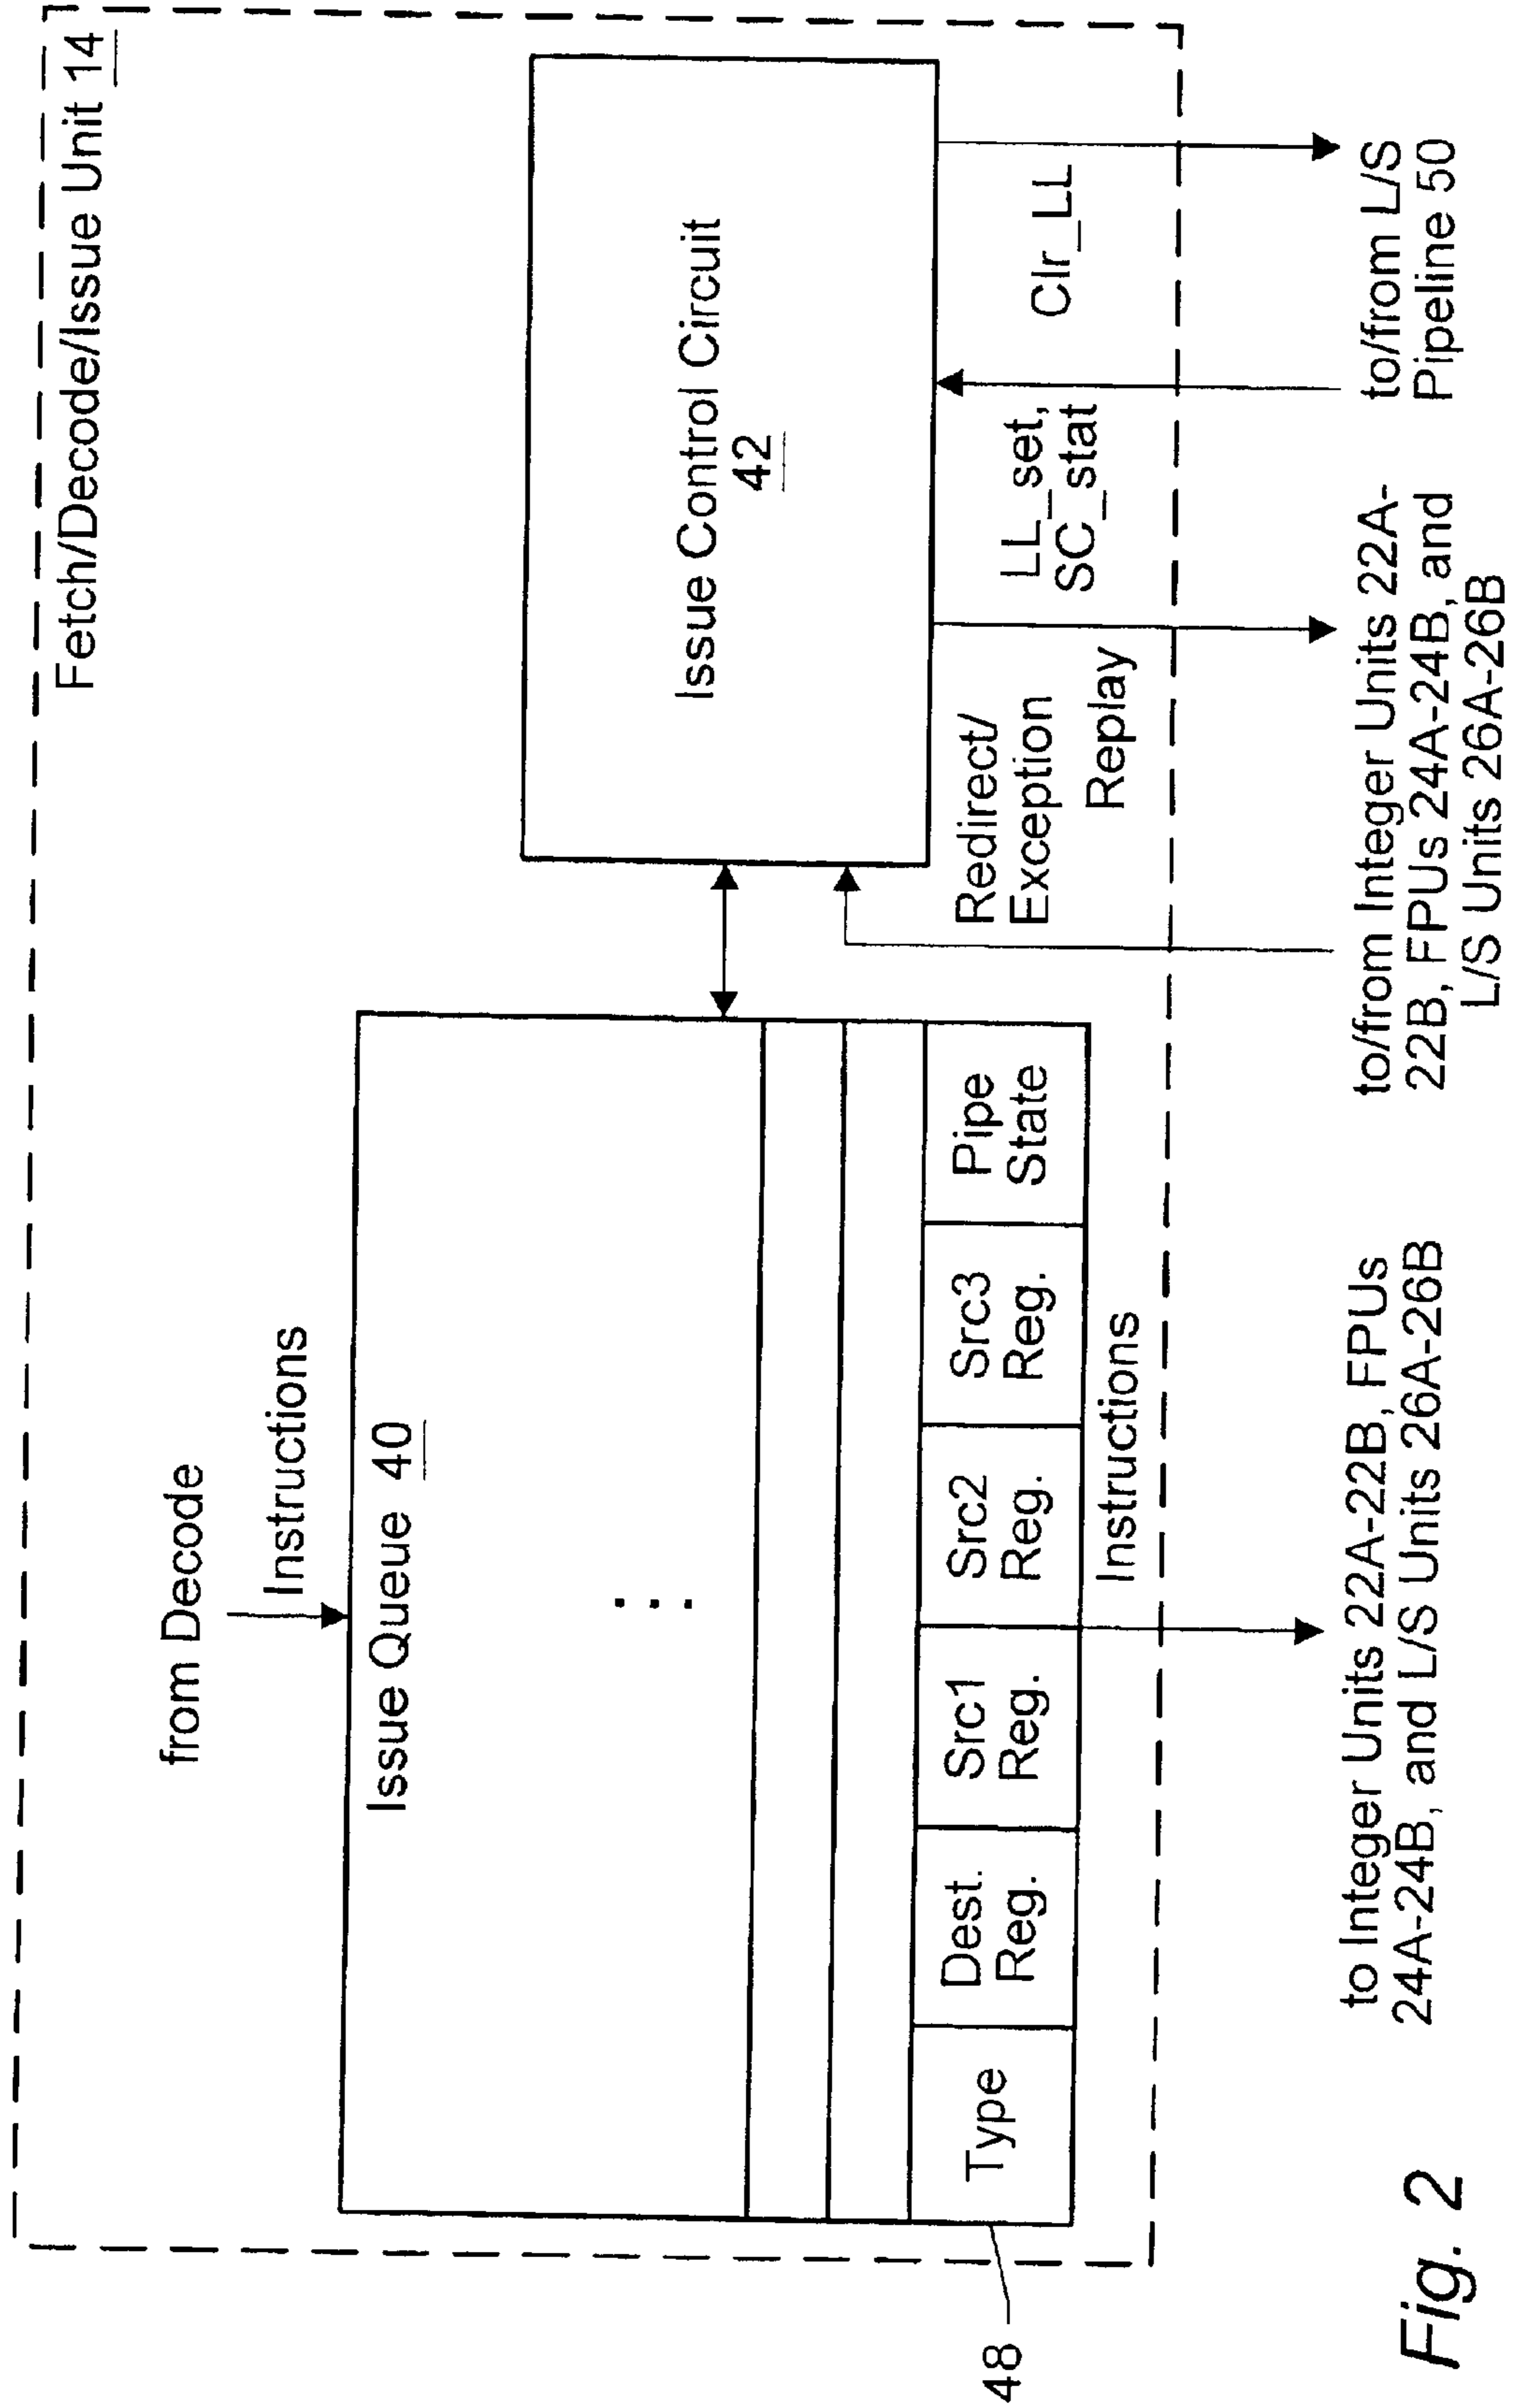 Fetch/Decode/Issue Unit 14
from Decode
Instructions
Issue Queue 40
Issue Control Circuit
42
Type
Dest.
Reg.
Src1
Reg.
Src2
Reg.
Src3
Reg.
Pipe
State
48
Instructions
Redirect/
Exception
Replay
LL_set,
SC_stat
Clr_LL
to Integer Units 22A-22B, FPUs
24A-24B, and L/S Units 26A-26B
to/from Integer Units 22A-
22B, FPUs 24A-24B, and
L/S Units 26A-26B
to/from L/S
Pipeline 50
Fig. 2